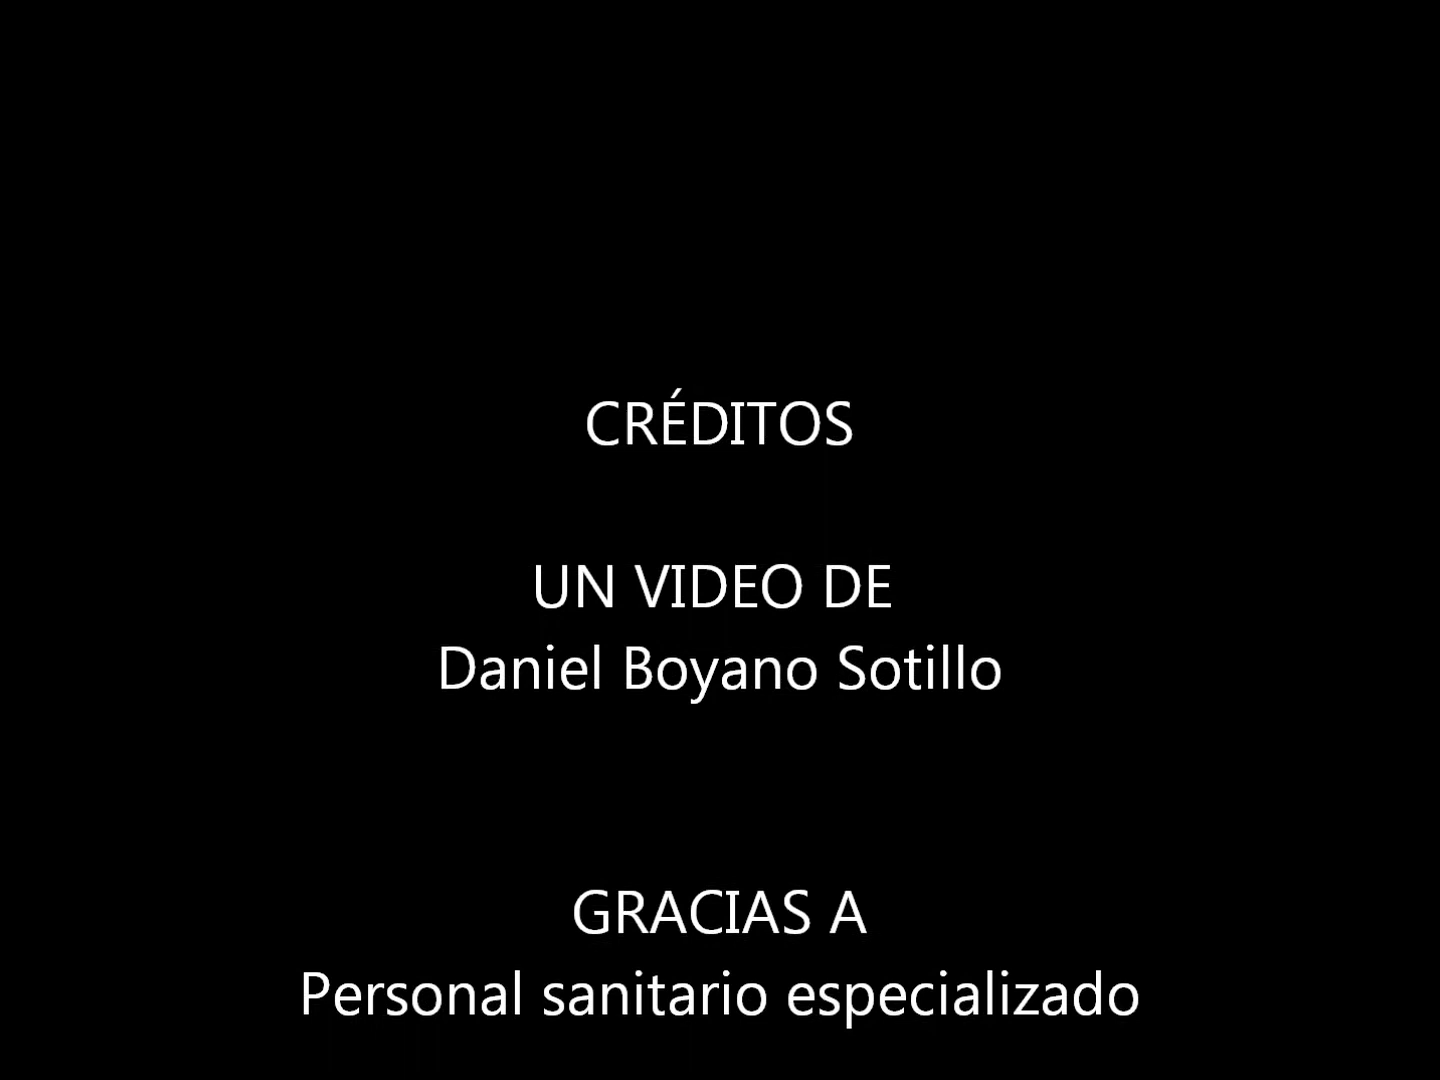 CRÉDITOS
UN VIDEO DE
Daniel Boyano Sotillo
GRACIAS A
Personal sanitario especializado